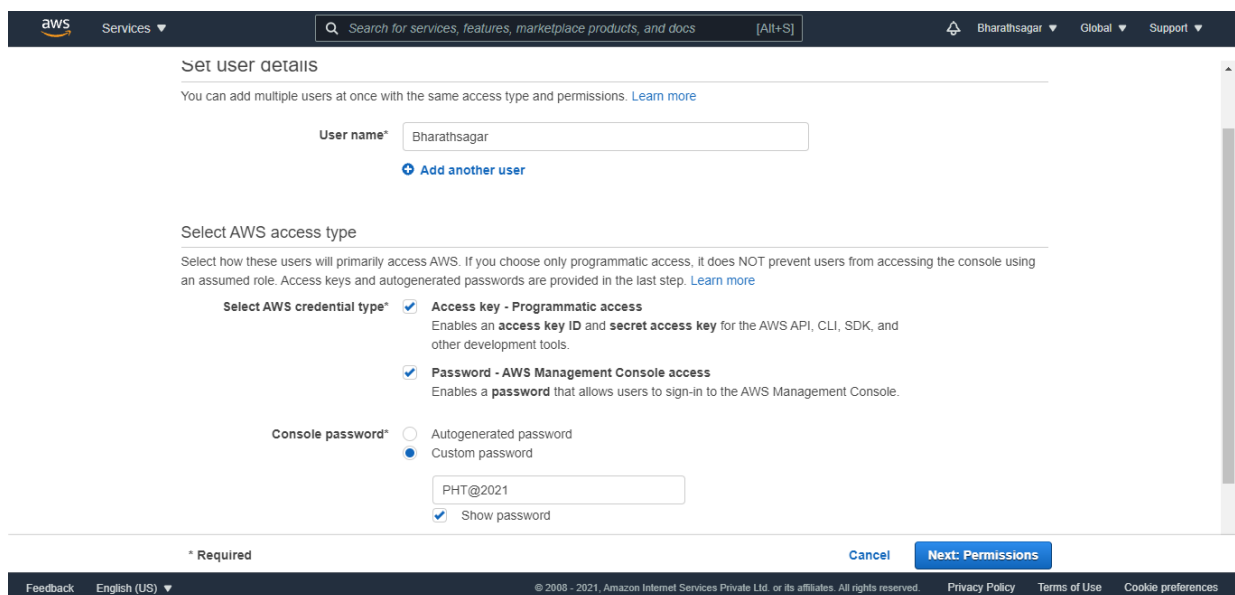 aws Services ▼ Search for services, features, marketplace products, and docs [Alt+S] Bharathsagar ▼ Global ▼ Support ▼
Set user details
You can add multiple users at once with the same access type and permissions. Learn more
User name* Bharathsagar
Add another user
Select AWS access type
Select how these users will primarily access AWS. If you choose only programmatic access, it does NOT prevent users from accessing the console using
an assumed role. Access keys and autogenerated passwords are provided in the last step. Learn more
Select AWS credential type* Access key - Programmatic access
Enables an access key ID and secret access key for the AWS API, CLI, SDK, and
other development tools.
Password - AWS Management Console access
Enables a password that allows users to sign-in to the AWS Management Console.
Console password* Autogenerated password
Custom password
PHT@2021
Show password
* Required Cancel Next: Permissions
Feedback English (US) ▼ © 2008 - 2021, Amazon Internet Services Private Ltd. or its affiliates. All rights reserved. Privacy Policy Terms of Use Cookie preferences